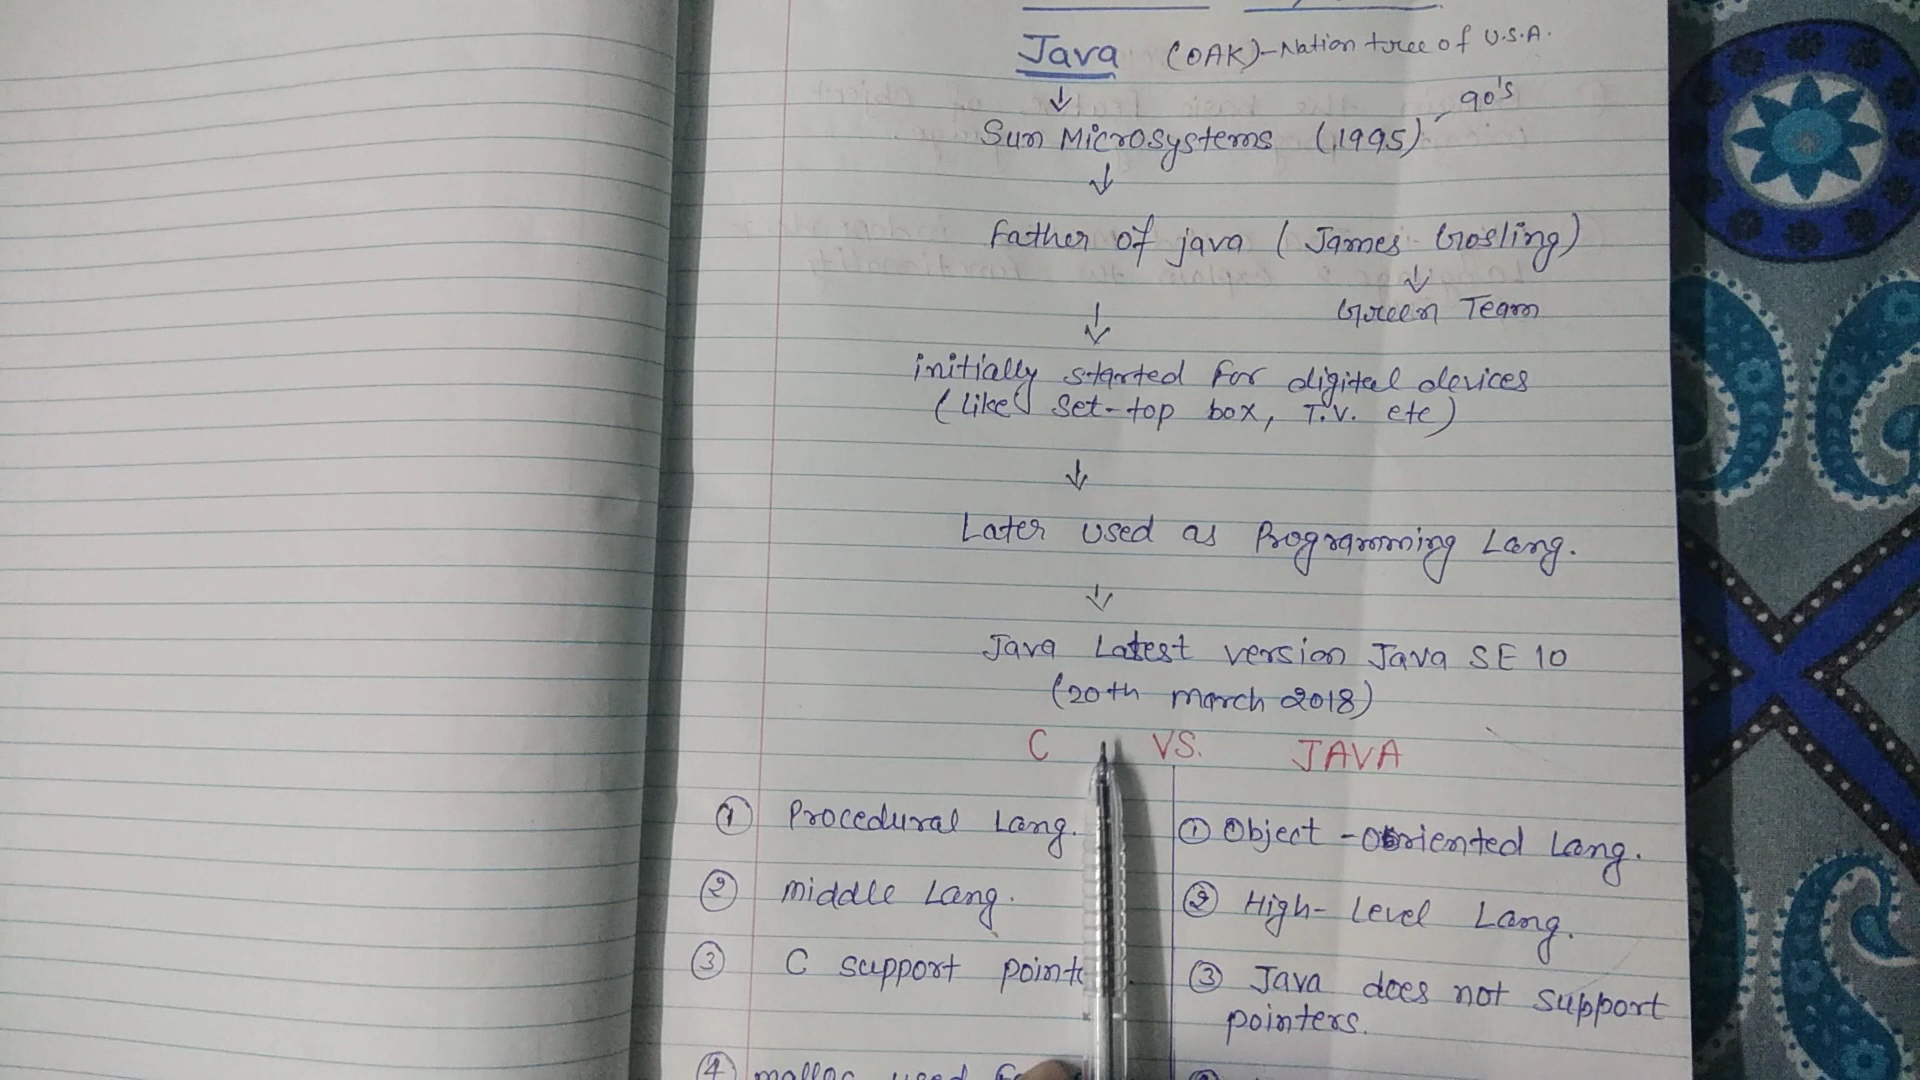 Java (OAK)-Nation tree of U.S.A.
↓
Sun Microsystems (1995) - 90's
↓
Father of java (James Gosling)
↓
Green Team
↓
initially started for digital devices
(like set-top box, T.V. etc)
↓
Later used as Programming Lang.
↓
Java Latest version Java SE 10
(20th march 2018)
C VS. JAVA
① Procedural Lang.
① Object-oriented Lang.
② middle Lang.
② High-Level Lang.
③ C support
③ Java does not support
pointers.
④ malloc used